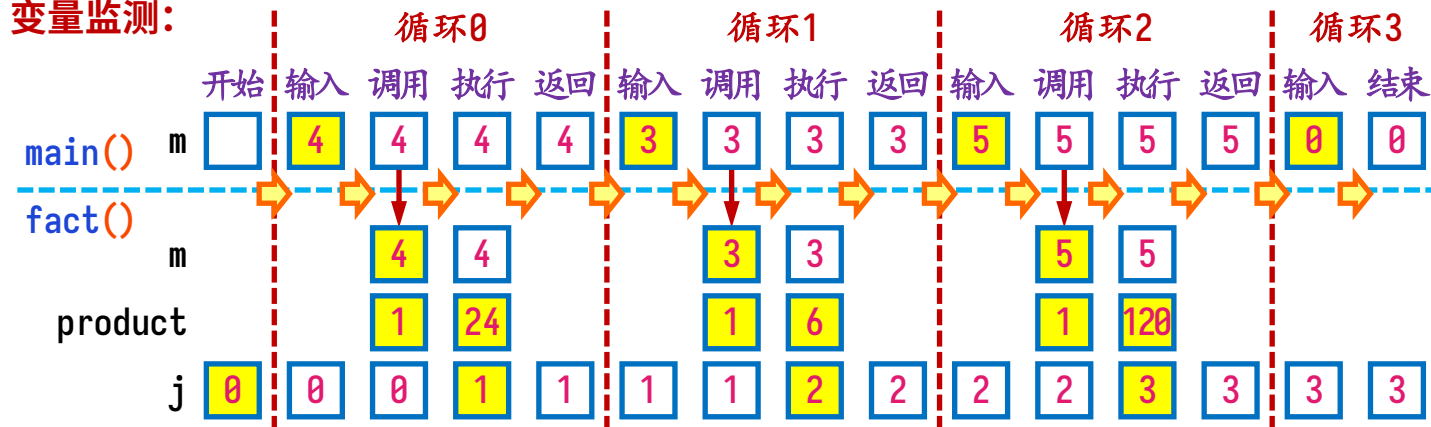 变量监测：
循环0 循环1 循环2 循环3
开始 输入 调用 执行 返回 输入 调用 执行 返回 输入 调用 执行 返回 输入 结束
main() m 4 4 4 4 3 3 3 3 5 5 5 5 0 0
fact()
m 4 4 3 3 5 5
product 1 24 1 6 1 120
j 0 0 0 1 1 1 1 2 2 2 2 3 3 3 3